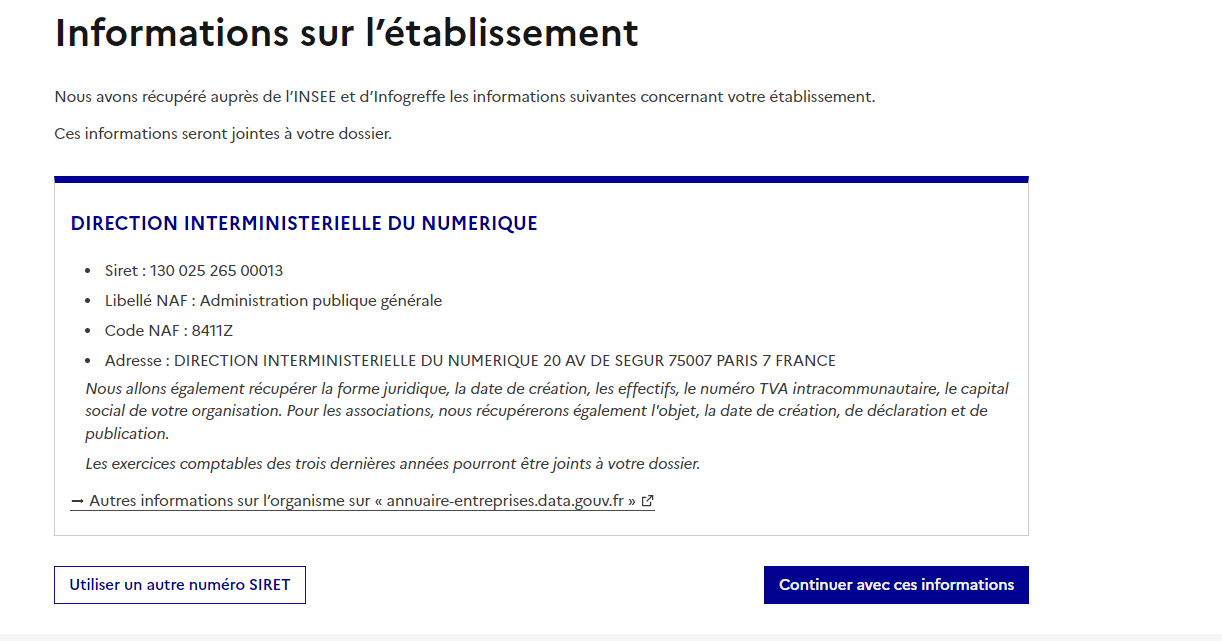 Informations sur l’établissement
Nous avons récupéré auprès de l’INSEE et d’Infogreffe les informations suivantes concernant votre établissement.
Ces informations seront jointes à votre dossier.
DIRECTION INTERMINISTERIELLE DU NUMERIQUE
• Siret : 130 025 265 00013
• Libellé NAF : Administration publique générale
• Code NAF : 8411Z
• Adresse : DIRECTION INTERMINISTERIELLE DU NUMERIQUE 20 AV DE SEGUR 75007 PARIS 7 FRANCE
Nous allons également récupérer la forme juridique, la date de création, les effectifs, le numéro TVA intracommunautaire, le capital
social de votre organisation. Pour les associations, nous récupérerons également l'objet, la date de création, de déclaration et de
publication.
Les exercices comptables des trois dernières années pourront être joints à votre dossier.
→ Autres informations sur l’organisme sur « annuaire-entreprises.data.gouv.fr »
Utiliser un autre numéro SIRET
Continuer avec ces informations